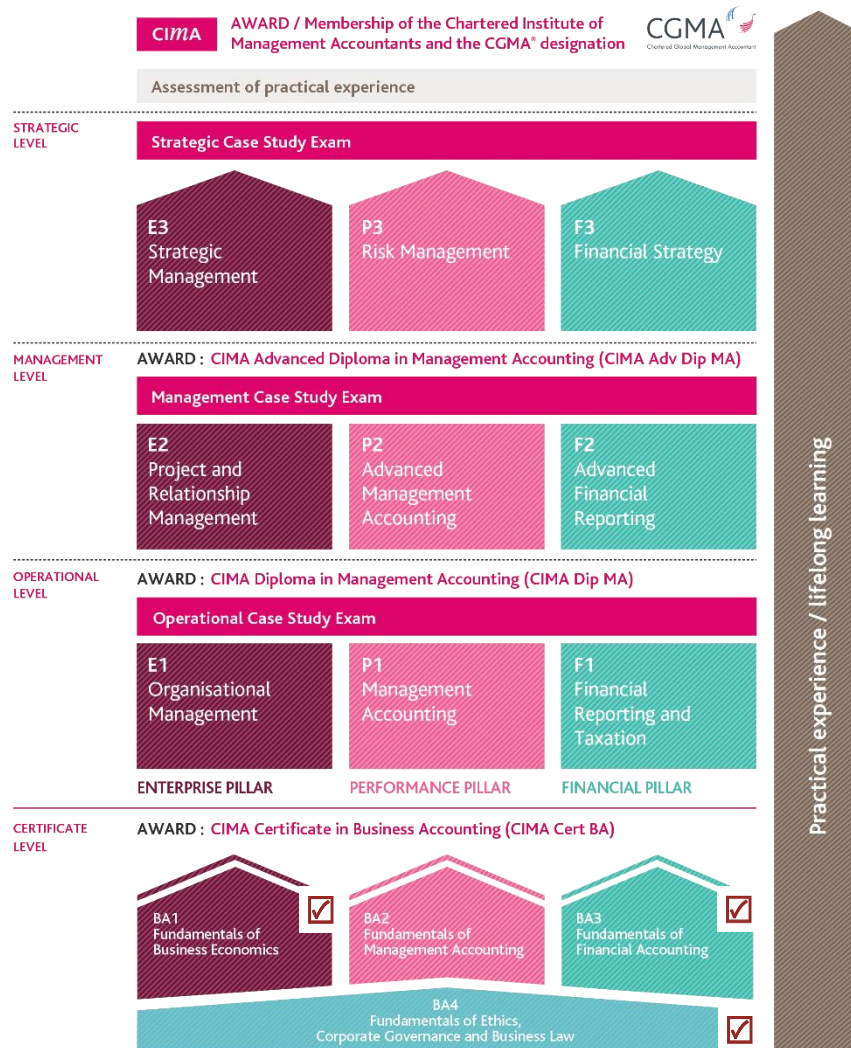 CIMA
AWARD / Membership of the Chartered Institute of
Management Accountants and the CGMA® designation
CGMA
Chartered Global Management Accountant
Assessment of practical experience
STRATEGIC
LEVEL
Strategic Case Study Exam
E3
Strategic
Management
P3
Risk Management
F3
Financial Strategy
MANAGEMENT
LEVEL
AWARD : CIMA Advanced Diploma in Management Accounting (CIMA Adv Dip MA)
Management Case Study Exam
E2
Project and
Relationship
Management
P2
Advanced
Management
Accounting
F2
Advanced
Financial
Reporting
OPERATIONAL
LEVEL
AWARD : CIMA Diploma in Management Accounting (CIMA Dip MA)
Operational Case Study Exam
E1
Organisational
Management
P1
Management
Accounting
F1
Financial
Reporting and
Taxation
ENTERPRISE PILLAR
PERFORMANCE PILLAR
FINANCIAL PILLAR
CERTIFICATE
LEVEL
AWARD : CIMA Certificate in Business Accounting (CIMA Cert BA)
BA1
Fundamentals of
Business Economics
BA2
Fundamentals of
Management Accounting
BA3
Fundamentals of
Financial Accounting
BA4
Fundamentals of Ethics,
Corporate Governance and Business Law
Practical experience / lifelong learning